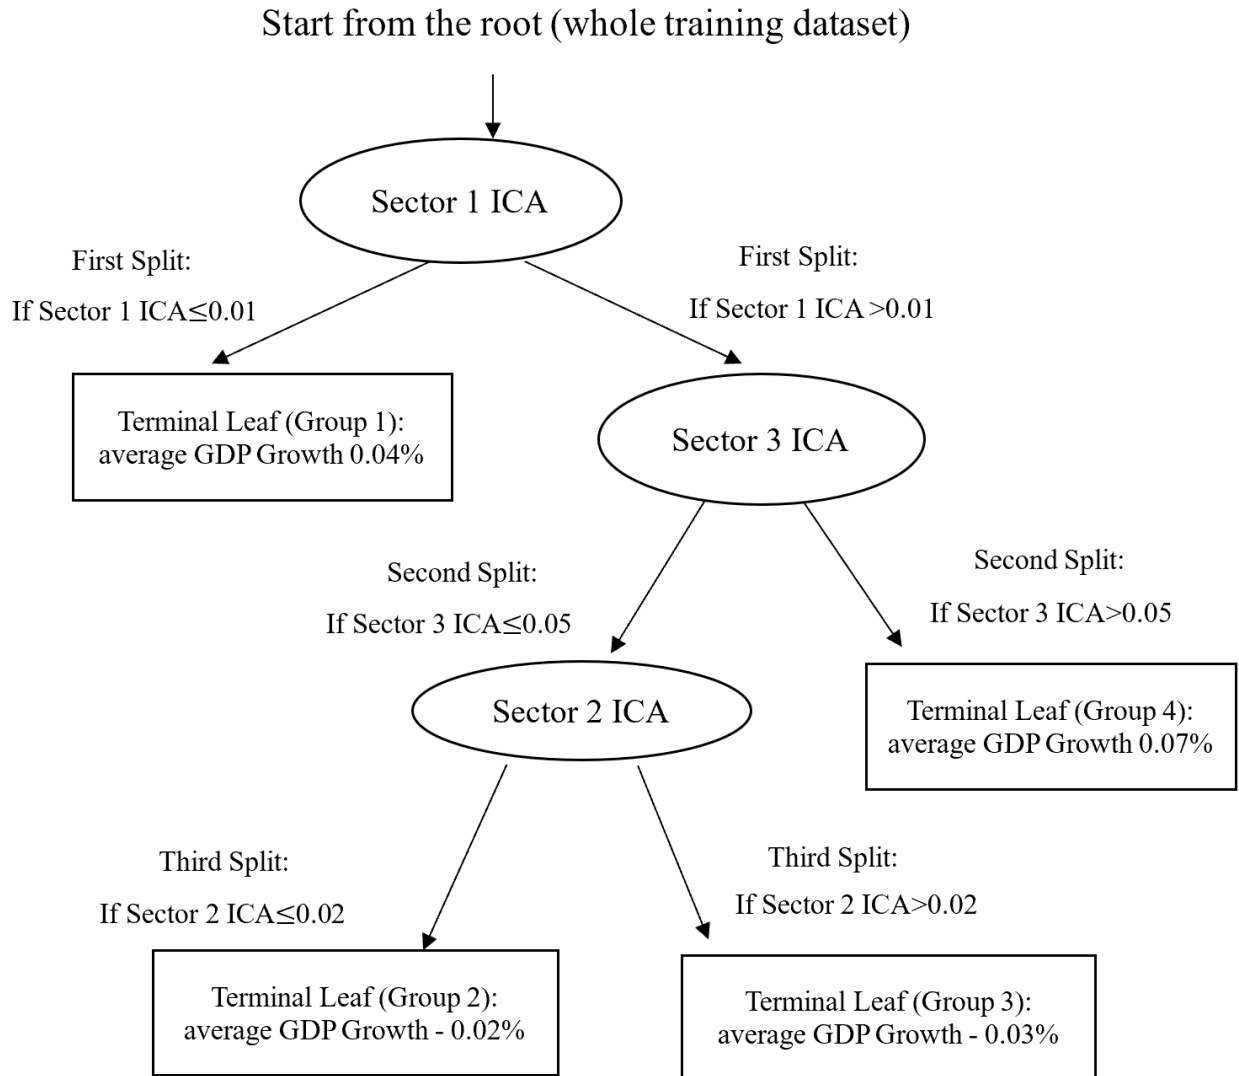 Start from the root (whole training dataset)
Sector 1 ICA
First Split:
If Sector 1 ICA≤0.01
First Split:
If Sector 1 ICA >0.01
Terminal Leaf (Group 1):
average GDP Growth 0.04%
Sector 3 ICA
Second Split:
If Sector 3 ICA≤0.05
Second Split:
If Sector 3 ICA>0.05
Sector 2 ICA
Terminal Leaf (Group 4):
average GDP Growth 0.07%
Third Split:
If Sector 2 ICA≤0.02
Third Split:
If Sector 2 ICA>0.02
Terminal Leaf (Group 2):
average GDP Growth - 0.02%
Terminal Leaf (Group 3):
average GDP Growth - 0.03%